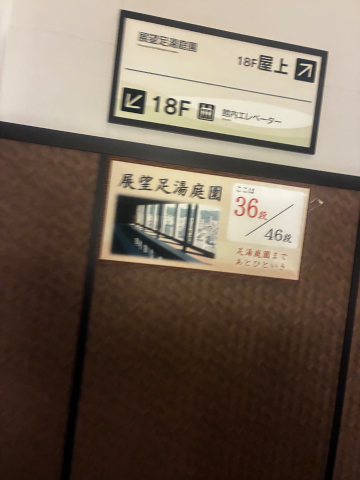 展望足湯庭園
18F屋上
18F 館内エレベーター
展望足湯庭園
ここは
36段
46段
足湯庭園まで
あとひといき